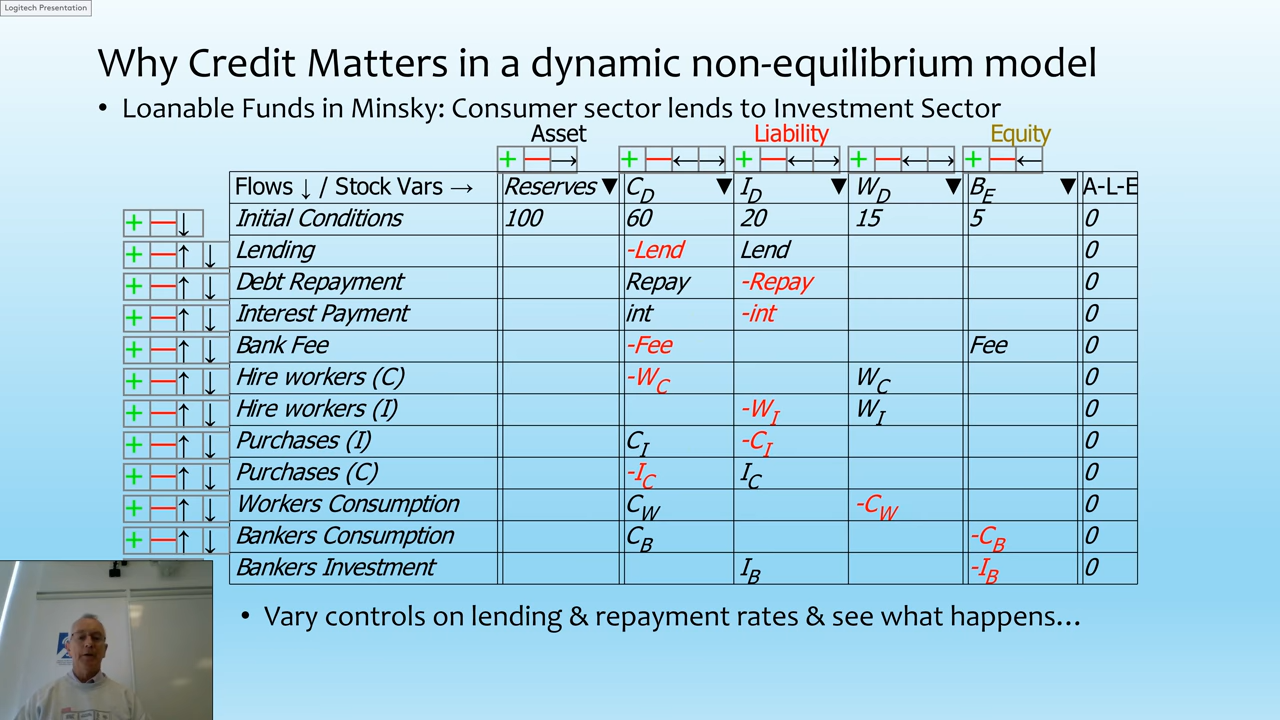 Logitech Presentation
Why Credit Matters in a dynamic non-equilibrium model
• Loanable Funds in Minsky: Consumer sector lends to Investment Sector
Asset Liability Equity
+ — → + — ← → + — ← → + — ← → + — ←
Flows ↓ / Stock Vars → Reserves ▼ C_D ▼ I_D ▼ W_D ▼ B_E ▼ A-L-E
+ — ↓ Initial Conditions 100 60 20 15 5 0
+ — ↑ ↓ Lending -Lend Lend 0
+ — ↑ ↓ Debt Repayment Repay -Repay 0
+ — ↑ ↓ Interest Payment int -int 0
+ — ↑ ↓ Bank Fee -Fee Fee 0
+ — ↑ ↓ Hire workers (C) -W_C W_C 0
+ — ↑ ↓ Hire workers (I) -W_I W_I 0
+ — ↑ ↓ Purchases (I) C_I -C_I 0
+ — ↑ ↓ Purchases (C) -I_C I_C 0
+ — ↑ ↓ Workers Consumption C_W -C_W 0
+ — ↑ ↓ Bankers Consumption C_B -C_B 0
Bankers Investment I_B -I_B 0
• Vary controls on lending & repayment rates & see what happens…